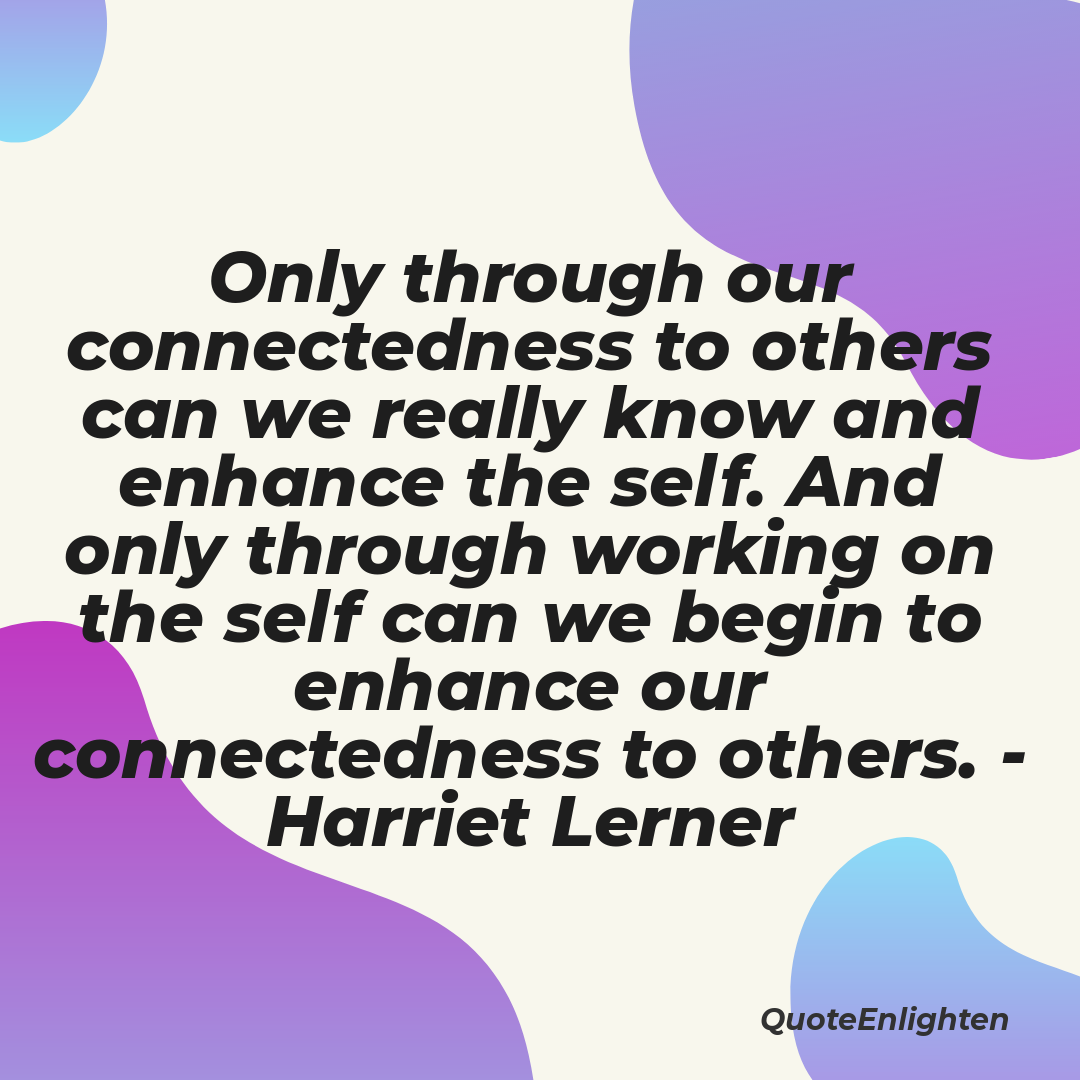 Only through our
connectedness to others
can we really know and
enhance the self. And
only through working on
the self can we begin to
enhance our
connectedness to others. -
Harriet Lerner
QuoteEnlighten